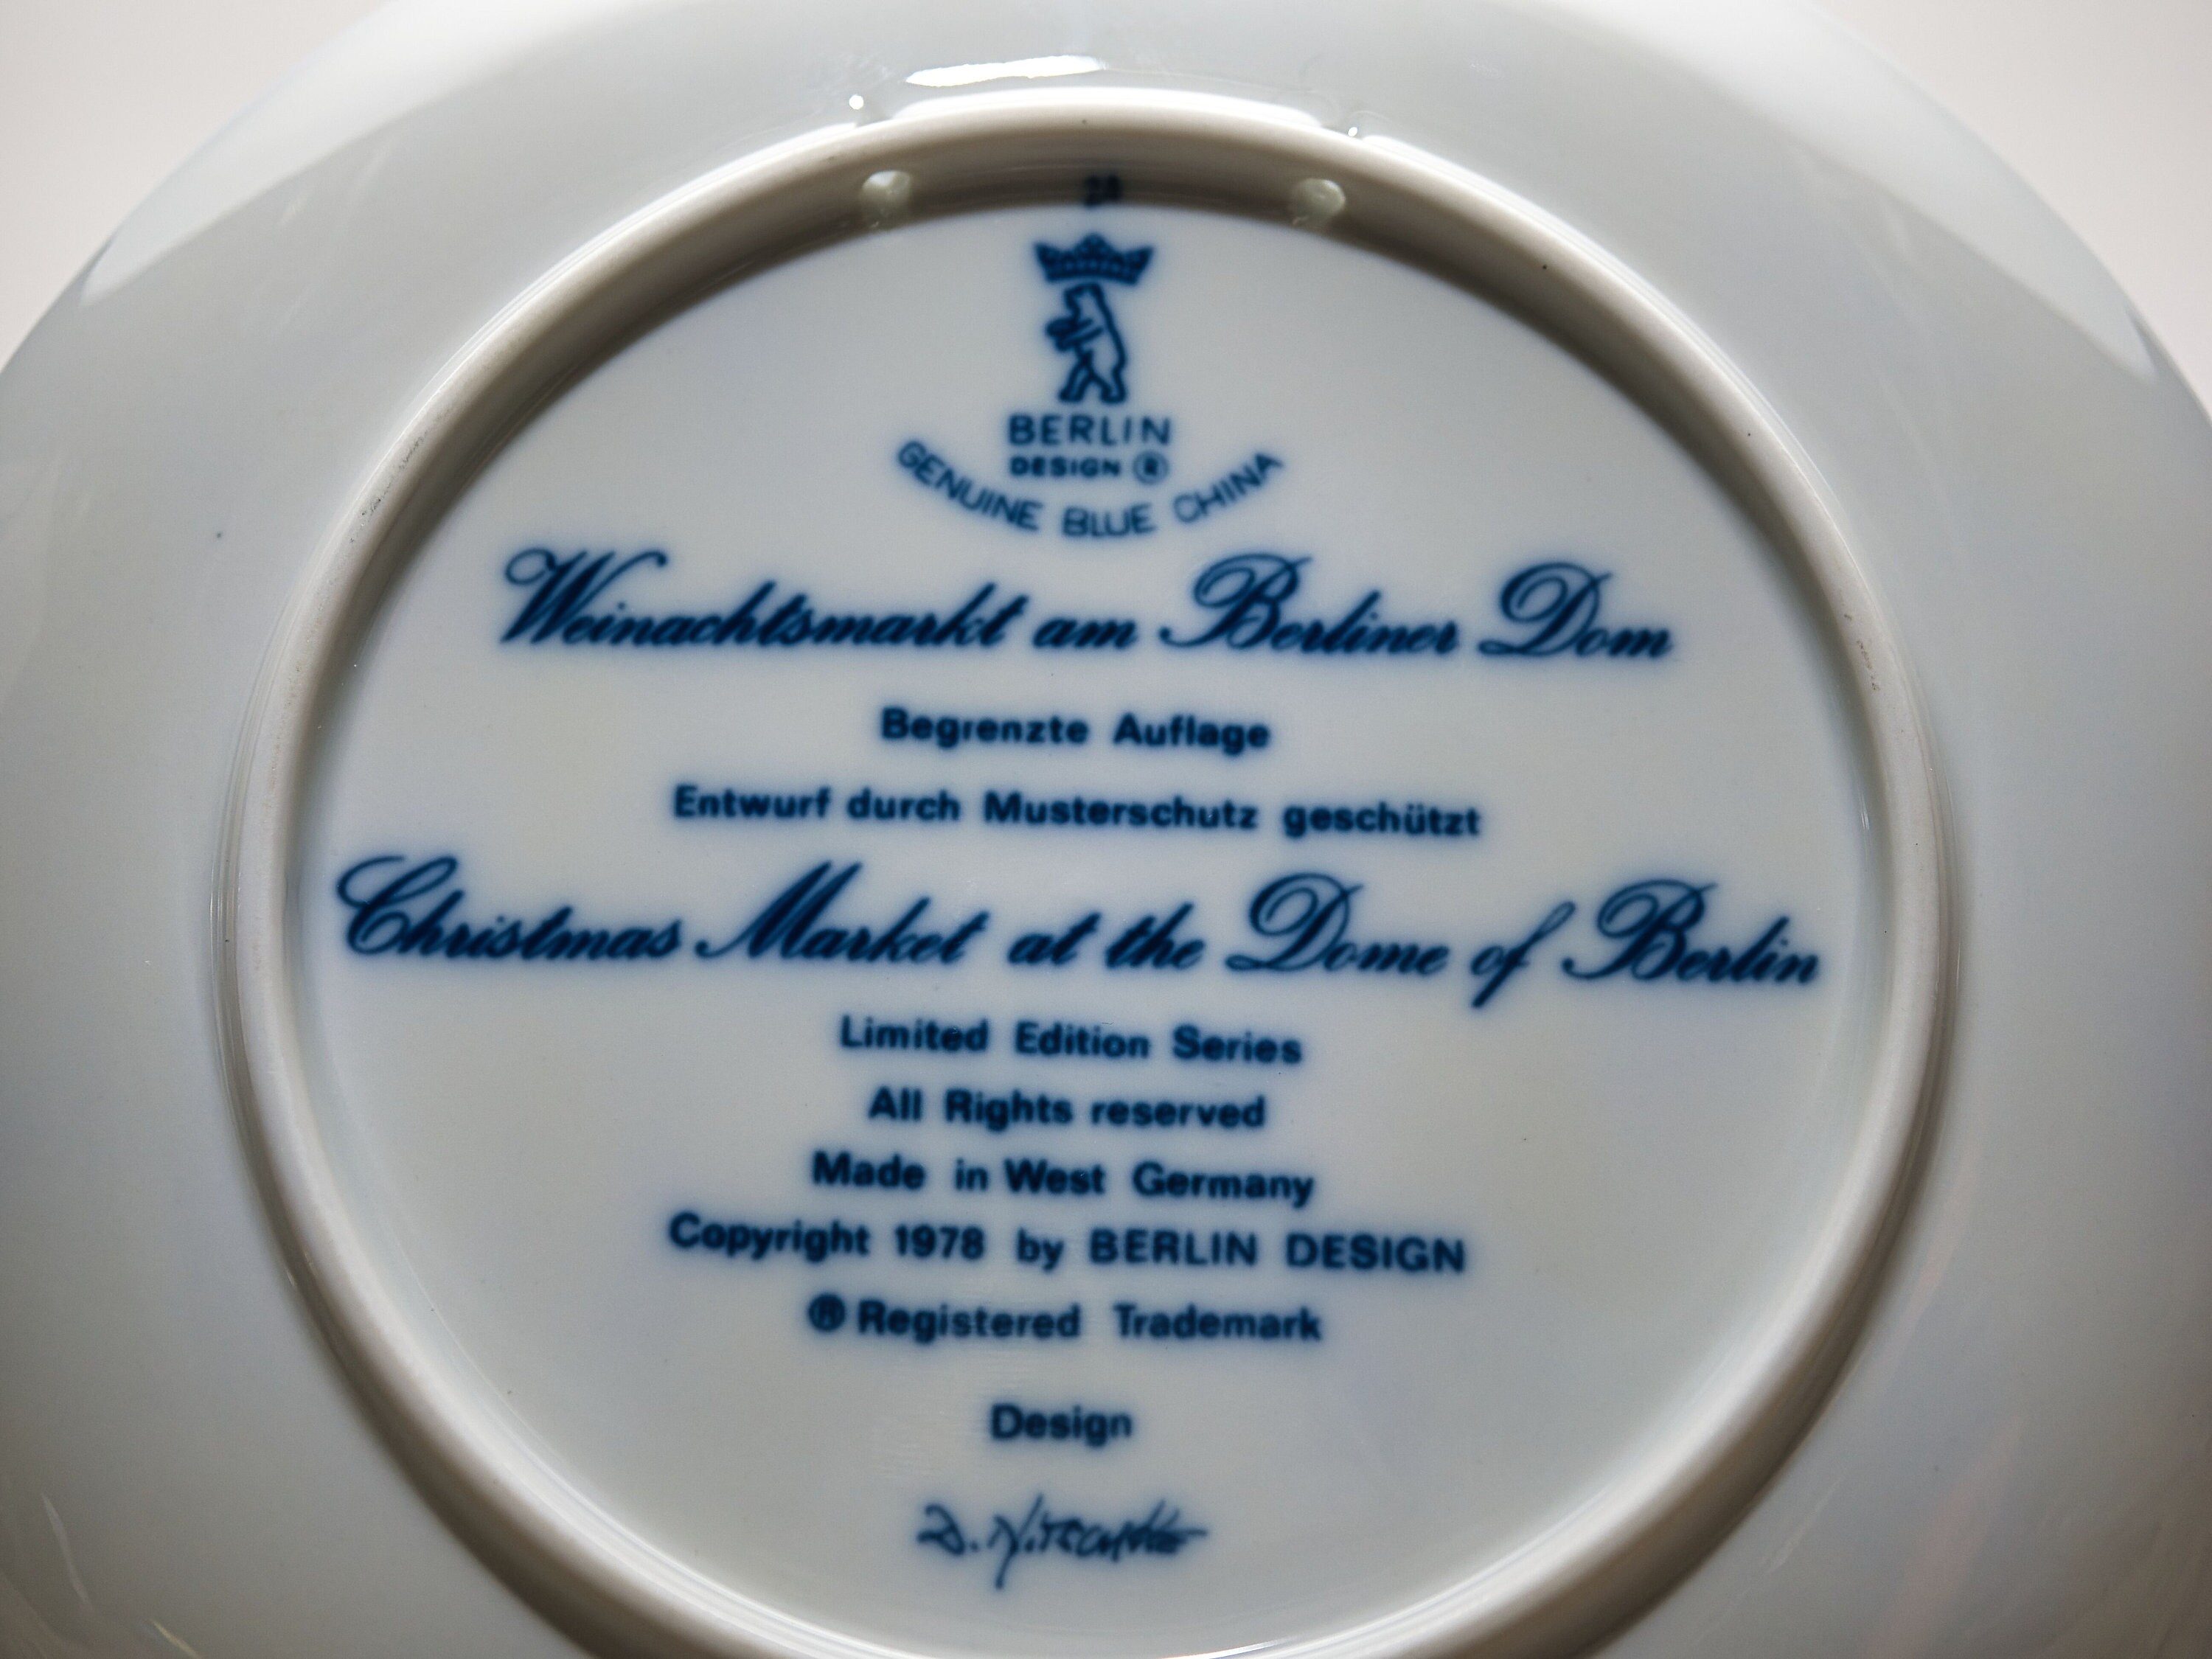 BERLIN
DESIGN ®
GENUINE BLUE CHINA
Weinachtsmarkt am Berliner Dom
Begrenzte Auflage
Entwurf durch Musterschutz geschützt
Christmas Market at the Dome of Berlin
Limited Edition Series
All Rights reserved
Made in West Germany
Copyright 1978 by BERLIN DESIGN
® Registered Trademark
Design